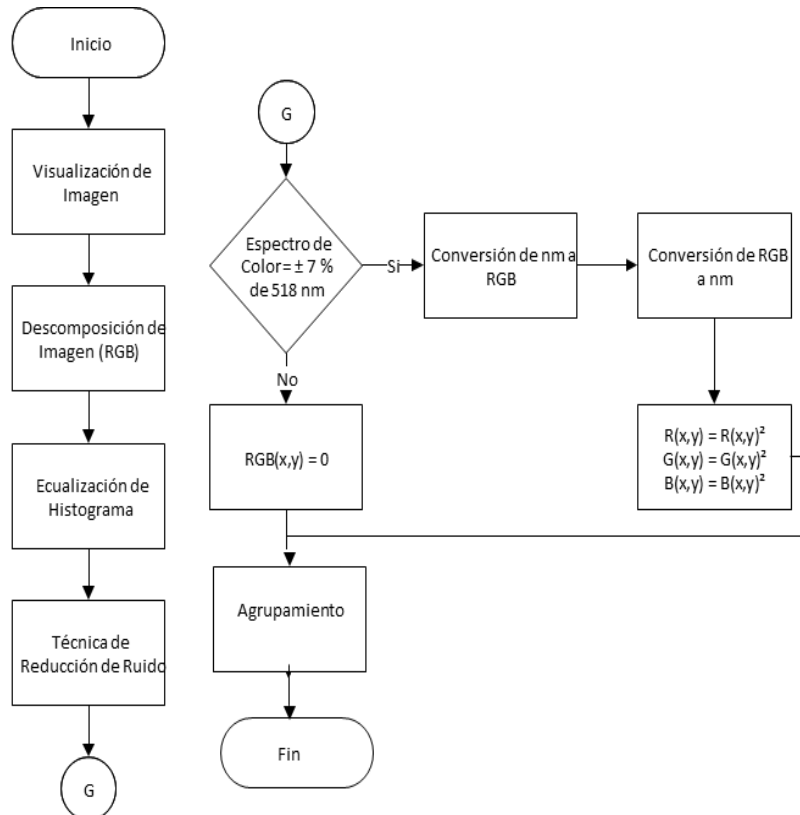 Inicio
Visualización de
Imagen
Descomposición de
Imagen (RGB)
Ecualización de
Histograma
Técnica de
Reducción de Ruido
G
G
Espectro de
Color= ± 7 %
de 518 nm
Si
Conversión de nm a
RGB
Conversión de RGB
a nm
R(x,y) = R(x,y)²
G(x,y) = G(x,y)²
B(x,y) = B(x,y)²
No
RGB(x,y) = 0
Agrupamiento
Fin